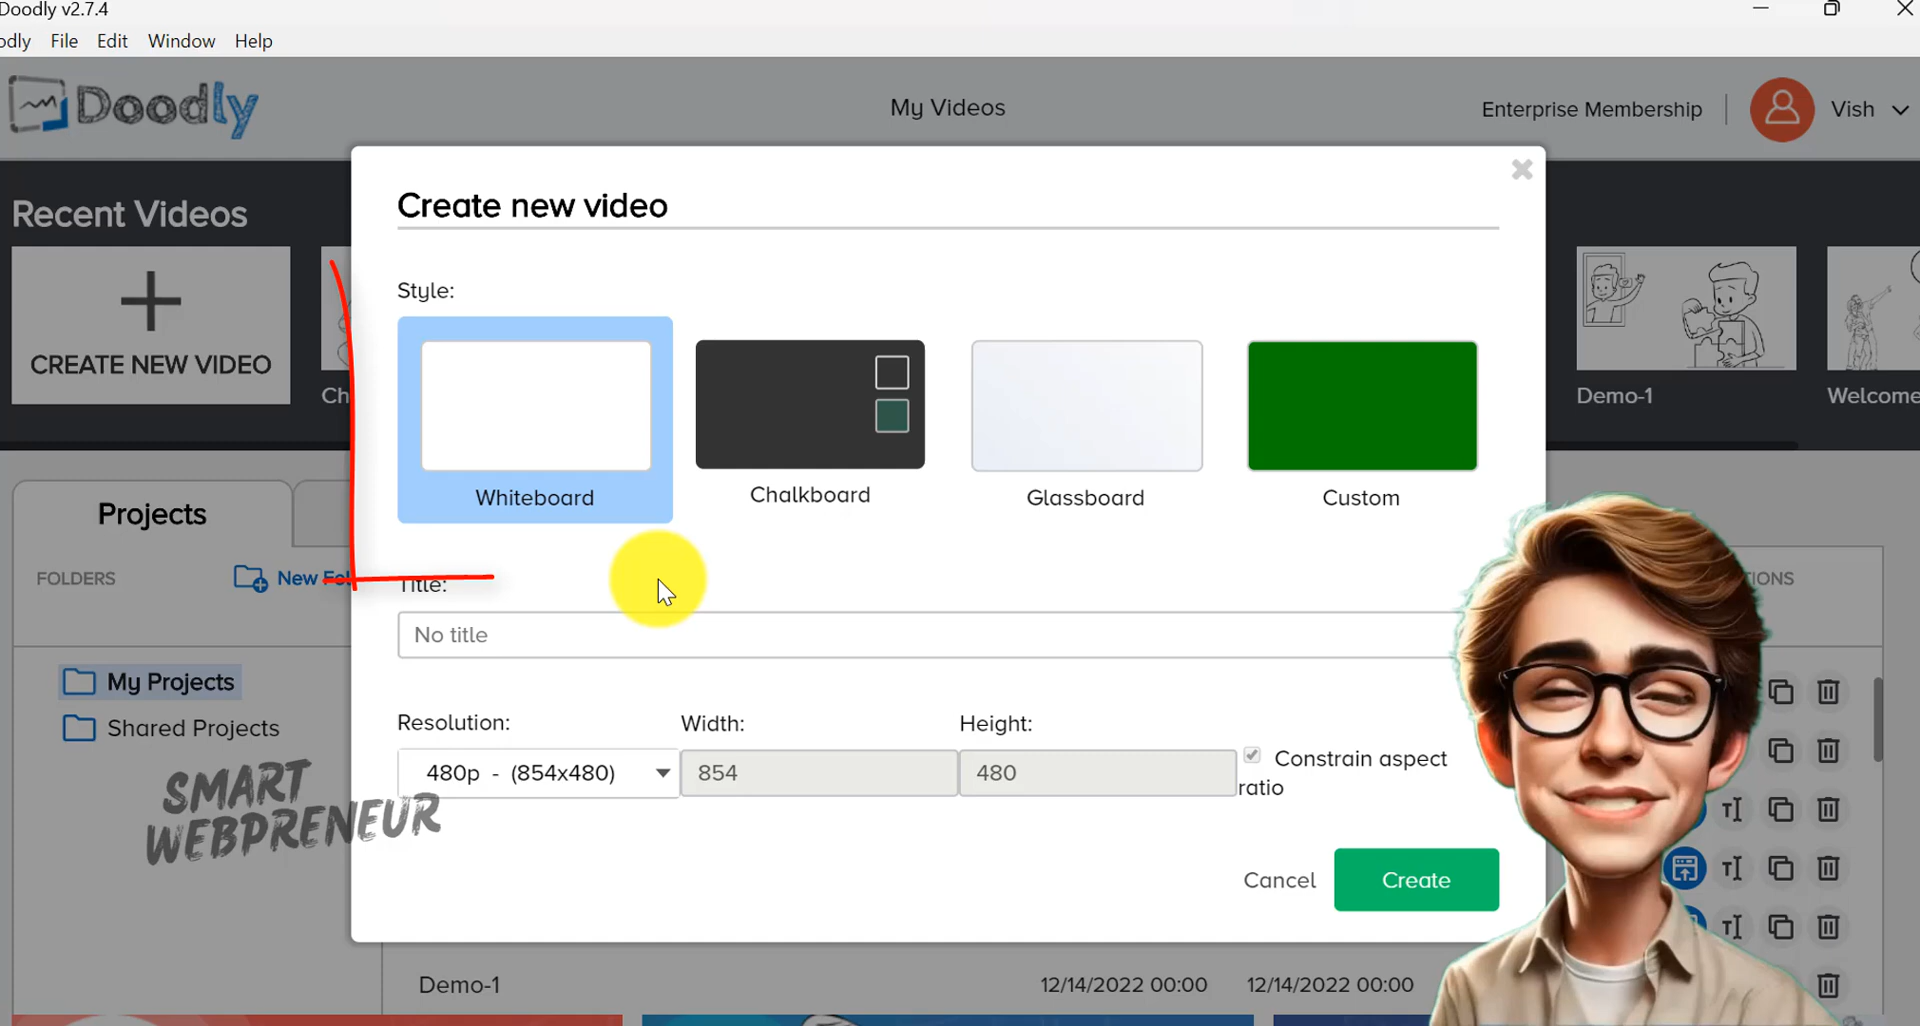 Doodly v2.7.4
odly File Edit Window Help
Doodly
My Videos
Enterprise Membership
Vish
Recent Videos
CREATE NEW VIDEO
Ch
Create new video
Style:
Whiteboard
Chalkboard
Glassboard
Custom
Demo-1
Welcome
Projects
FOLDERS
New Fol
Title:
No title
IONS
My Projects
Shared Projects
Resolution:
Width:
Height:
480p - (854x480)
854
480
Constrain aspect
ratio
SMART
WEBPRENEUR
Cancel
Create
Demo-1
12/14/2022 00:00
12/14/2022 00:00